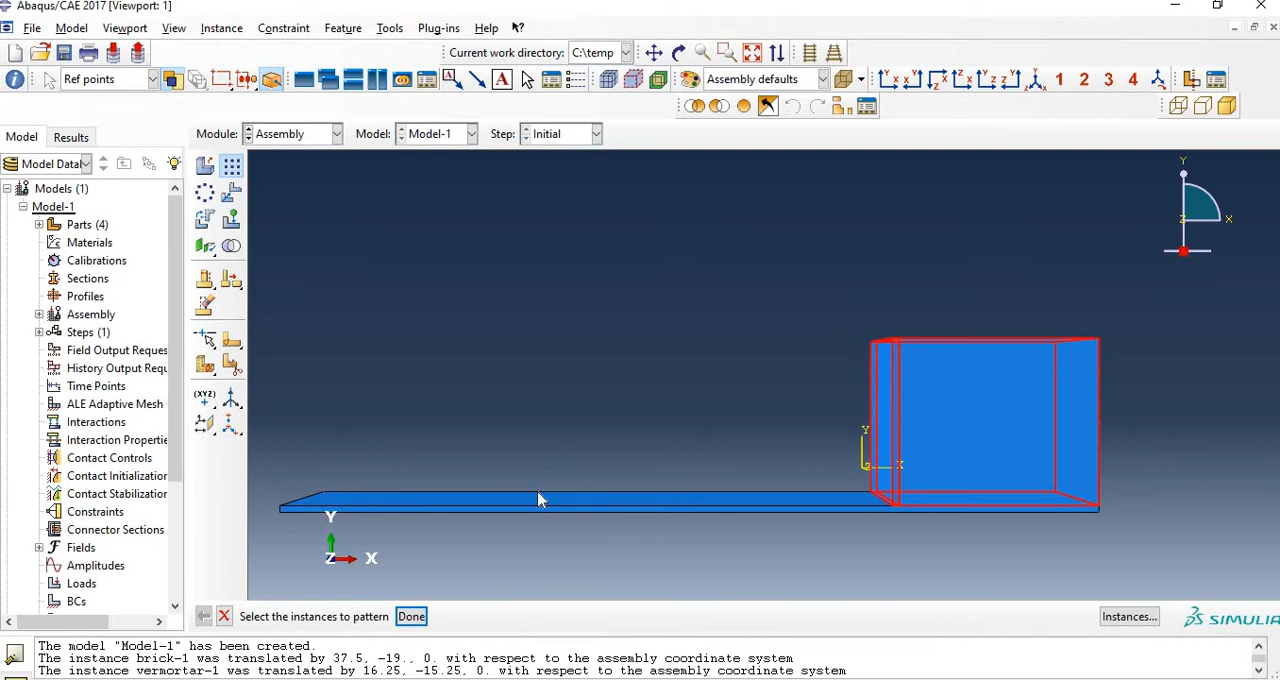 Abaqus/CAE 2017 [Viewport: 1]
File Model Viewport View Instance Constraint Feature Tools Plug-ins Help
Current work directory: C:\temp
Ref points
Assembly defaults
1 2 3 4
Model Results
Module: Assembly Model: Model-1 Step: Initial
Model Datal
Models (1)
Model-1
Parts (4)
Materials
Calibrations
Sections
Profiles
Assembly
Steps (1)
Field Output Reques
History Output Requ
Time Points
ALE Adaptive Mesh
Interactions
Interaction Propertie
Contact Controls
Contact Initialization
Contact Stabilization
Constraints
Connector Sections
Fields
Amplitudes
Loads
BCs
Y
Z X
Y
Z X
Y
Z X
Select the instances to pattern Done
Instances...
SIMULIA
The model "Model-1" has been created.
The instance brick-1 was translated by 37.5, -19., 0. with respect to the assembly coordinate system
The instance vermortar-1 was translated by 16.25, -15.25, 0. with respect to the assembly coordinate system